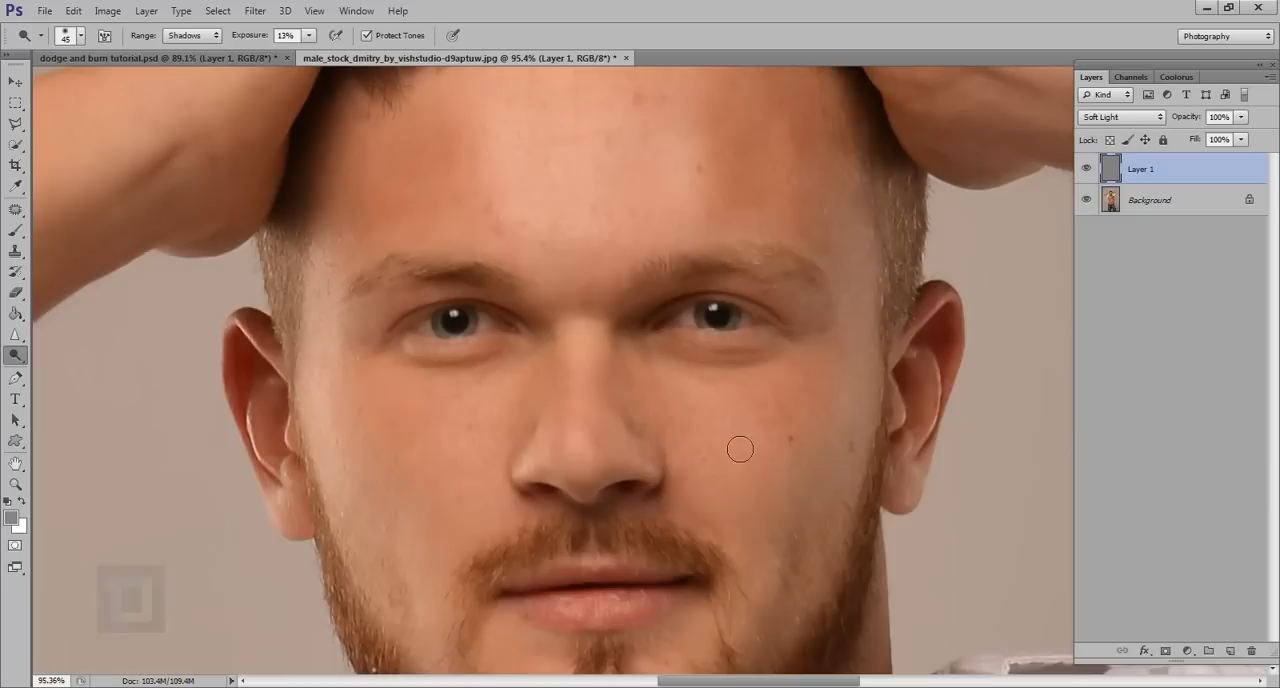 Ps File Edit Image Layer Type Select Filter 3D View Window Help
45 Range: Shadows Exposure: 13% Protect Tones Photography
dodge and burn tutorial.psd @ 89.1% (Layer 1, RGB/8*) * × male_stock_dmitry_by_vishstudio-d9aptuw.jpg @ 95.4% (Layer 1, RGB/8*) * ×
Layers Channels Coolorus
Kind
Soft Light Opacity: 100%
Lock: Fill: 100%
Layer 1
Background
95.36% Doc: 103.4M/109.4M